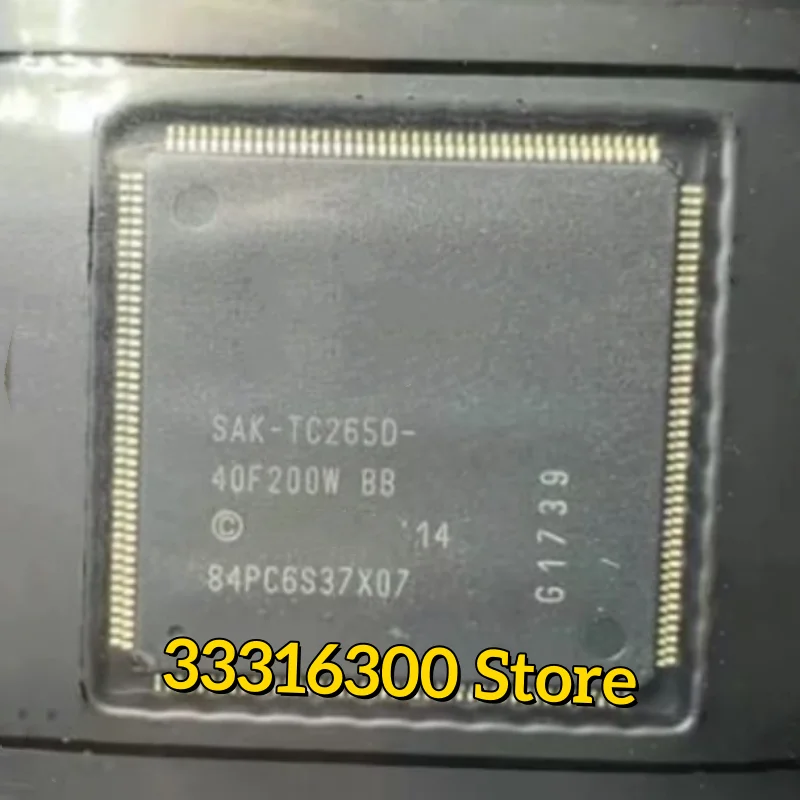 SAK-TC265D-
40F200W BB
© '14
84PC6S37X07
G1739
33316300 Store